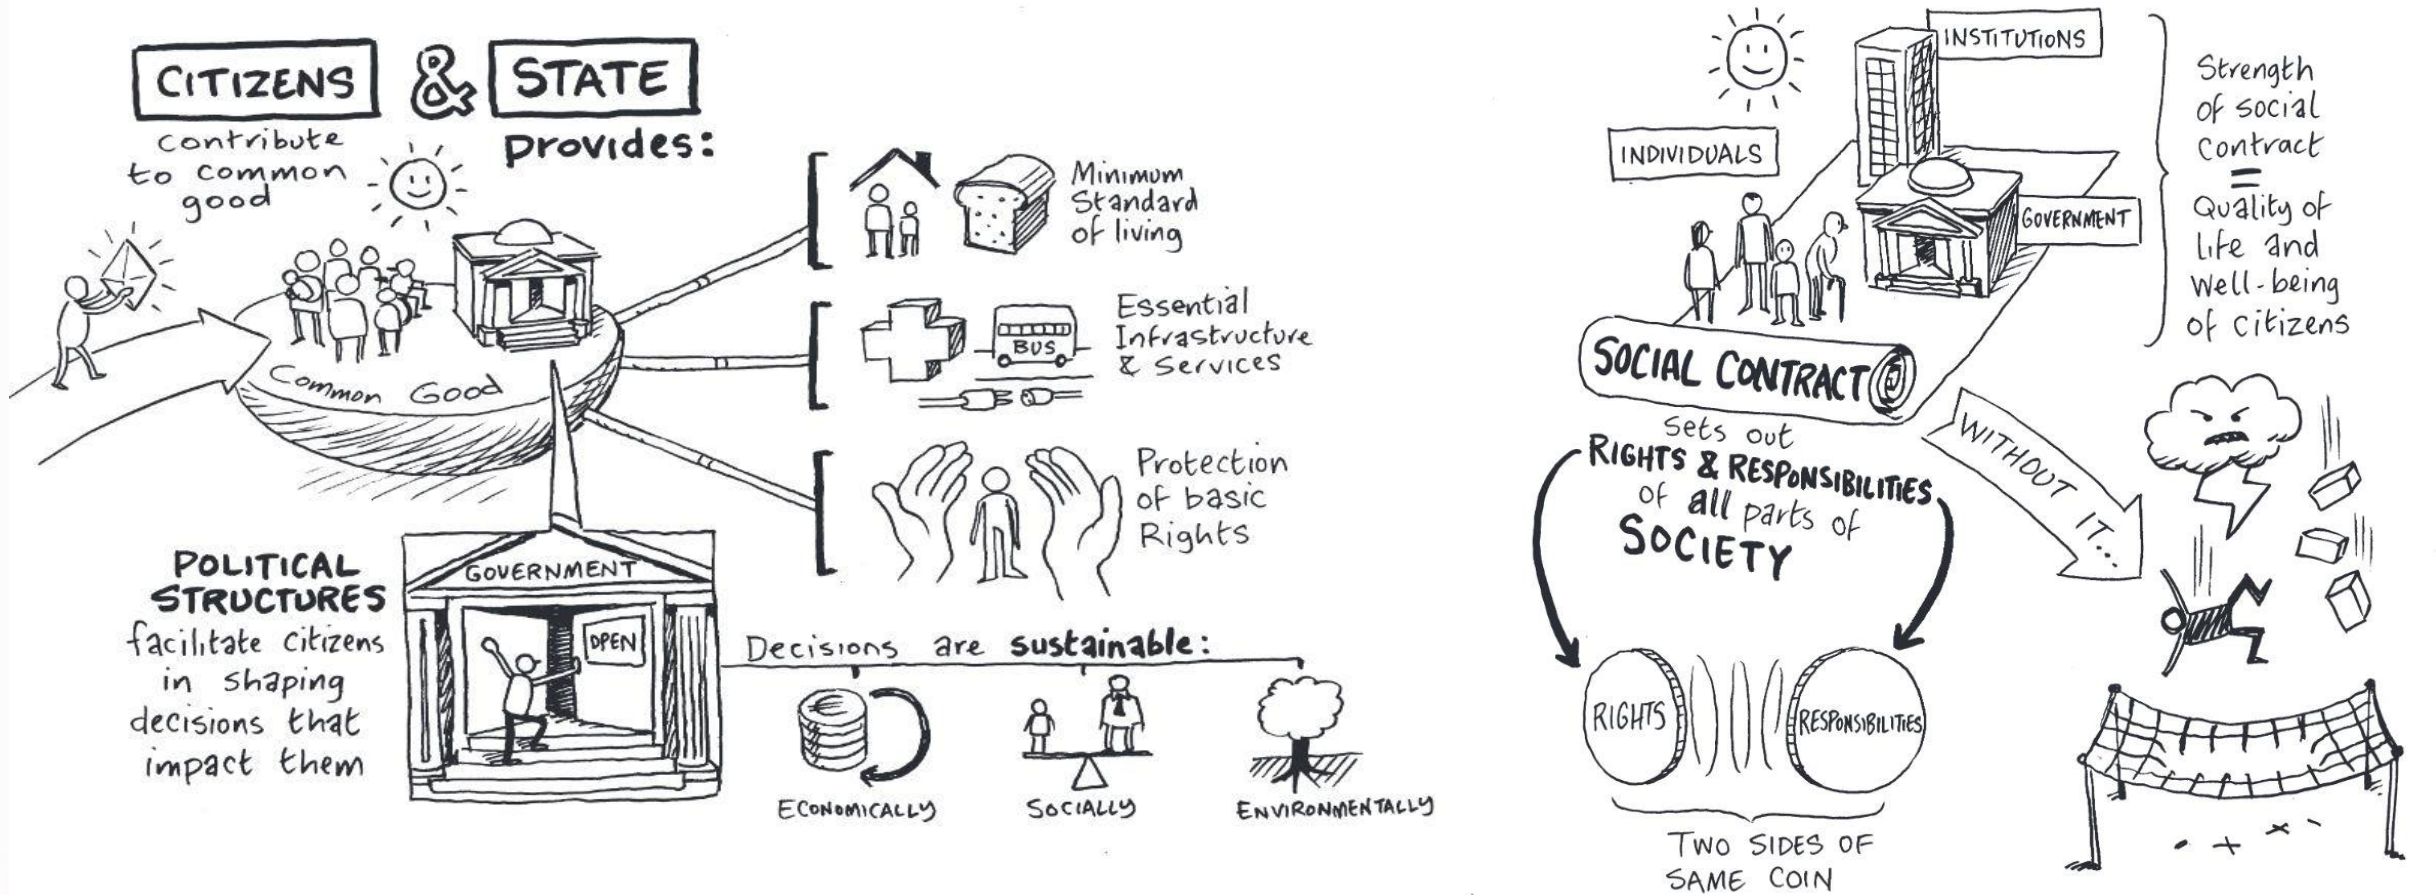 CITIZENS & STATE
contribute
to common
good
provides:
Minimum
Standard
of living
Essential
Infrastructure
& Services
BUS
Protection
of basic
Rights
Common Good
POLITICAL
STRUCTURES
facilitate citizens
in shaping
decisions that
impact them
GOVERNMENT
OPEN
Decisions are sustainable:
ECONOMICALLY
SOCIALLY
ENVIRONMENTALLY
INSTITUTIONS
INDIVIDUALS
GOVERNMENT
Strength
of social
contract
=
Quality of
life and
well-being
of citizens
SOCIAL CONTRACT
sets out
RIGHTS & RESPONSIBILITIES
of all parts of
SOCIETY
WITHOUT IT...
RIGHTS
RESPONSIBILITIES
TWO SIDES OF
SAME COIN